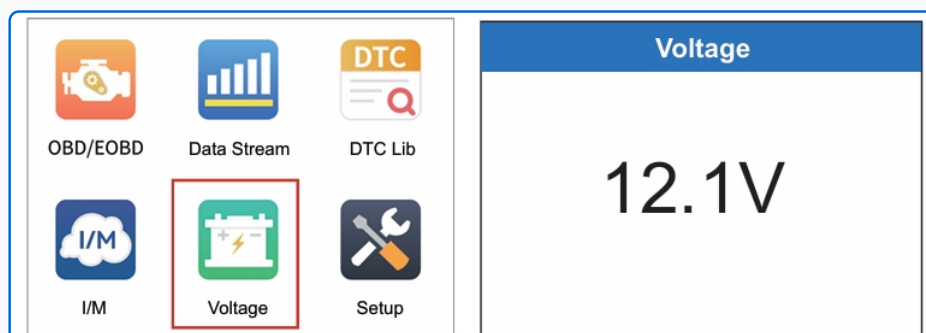 DTC
OBD/EOBD
Data Stream
DTC Lib
I/M
I/M
Voltage
Setup
Voltage
12.1V